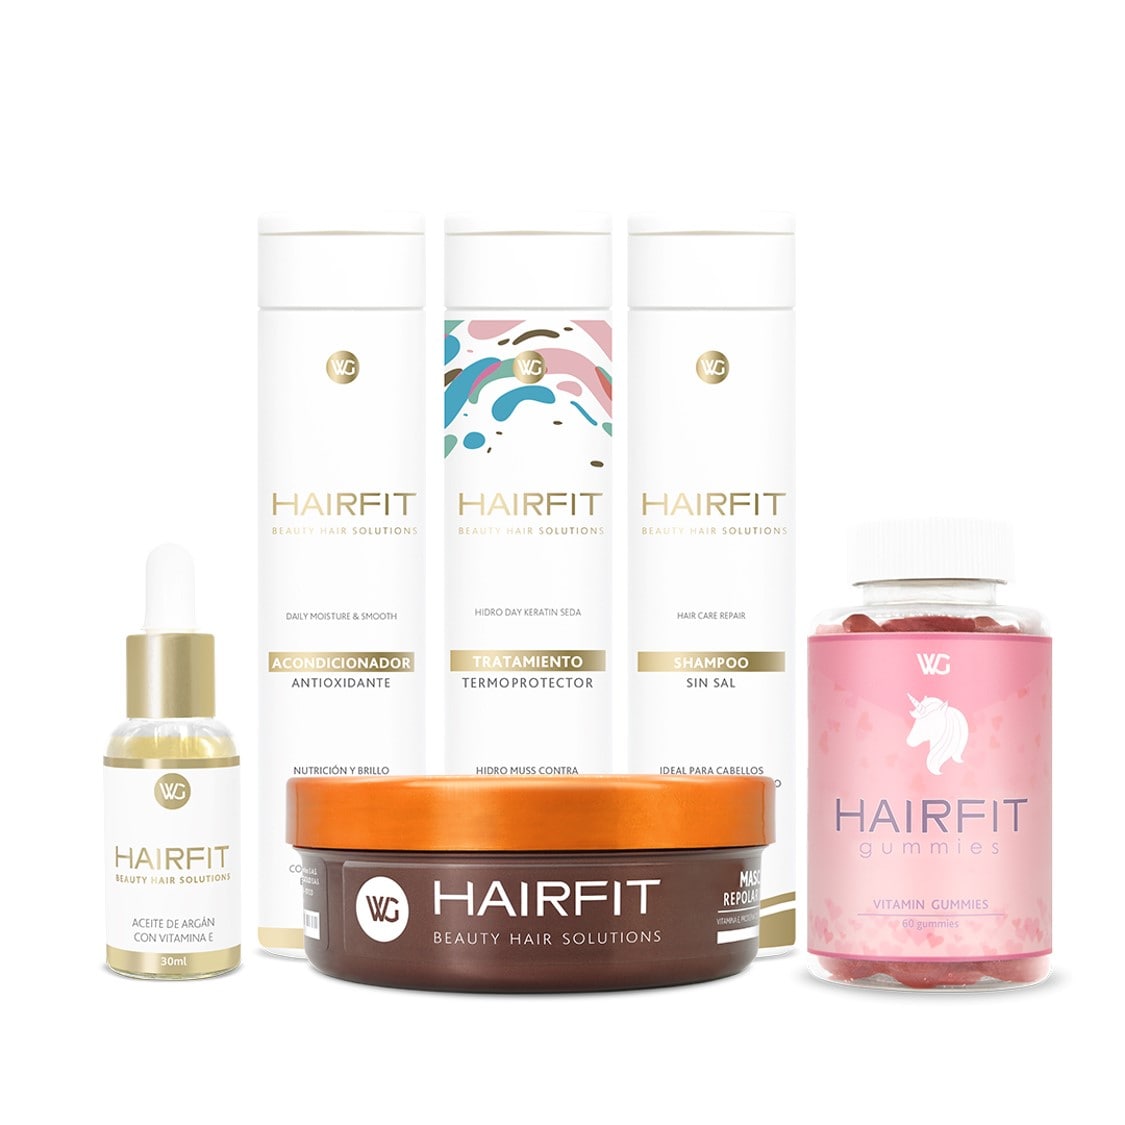 WG
HAIRFIT
BEAUTY HAIR SOLUTIONS
DAILY MOISTURE & SMOOTH
ACONDICIONADOR
ANTIOXIDANTE
NUTRICIÓN Y BRILLO
WG
HAIRFIT
BEAUTY HAIR SOLUTIONS
HIDRO DAY KERATIN SEDA
TRATAMIENTO
TERMOPROTECTOR
HIDRO MUSS CONTRA
WG
HAIRFIT
BEAUTY HAIR SOLUTIONS
HAIR CARE REPAIR
SHAMPOO
SIN SAL
IDEAL PARA CABELLOS
WG
HAIRFIT
BEAUTY HAIR SOLUTIONS
ACEITE DE ARGÁN
CON VITAMINA E
30ml
WG
HAIRFIT
BEAUTY HAIR SOLUTIONS
MASC
REPOLAR
VITAMINA E,
WG
HAIRFIT
gummies
VITAMIN GUMMIES
60 gummies